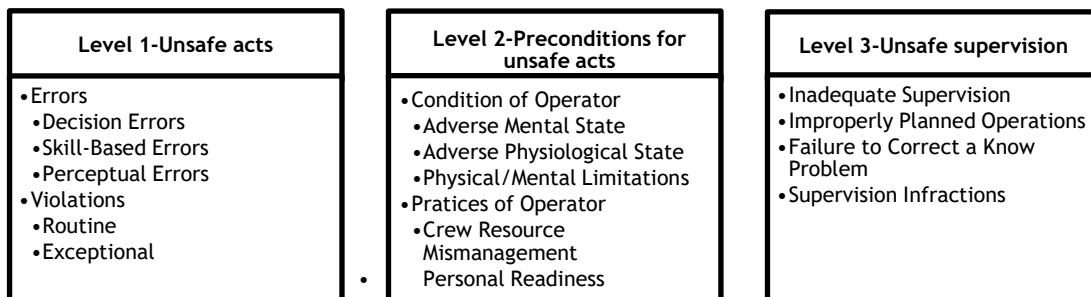 Level 1-Unsafe acts
• Errors
• Decision Errors
• Skill-Based Errors
• Perceptual Errors
• Violations
• Routine
• Exceptional
Level 2-Preconditions for
unsafe acts
• Condition of Operator
• Adverse Mental State
• Adverse Physiological State
• Physical/Mental Limitations
• Pratices of Operator
• Crew Resource
Mismanagement
• Personal Readiness
Level 3-Unsafe supervision
• Inadequate Supervision
• Improperly Planned Operations
• Failure to Correct a Know
Problem
• Supervision Infractions